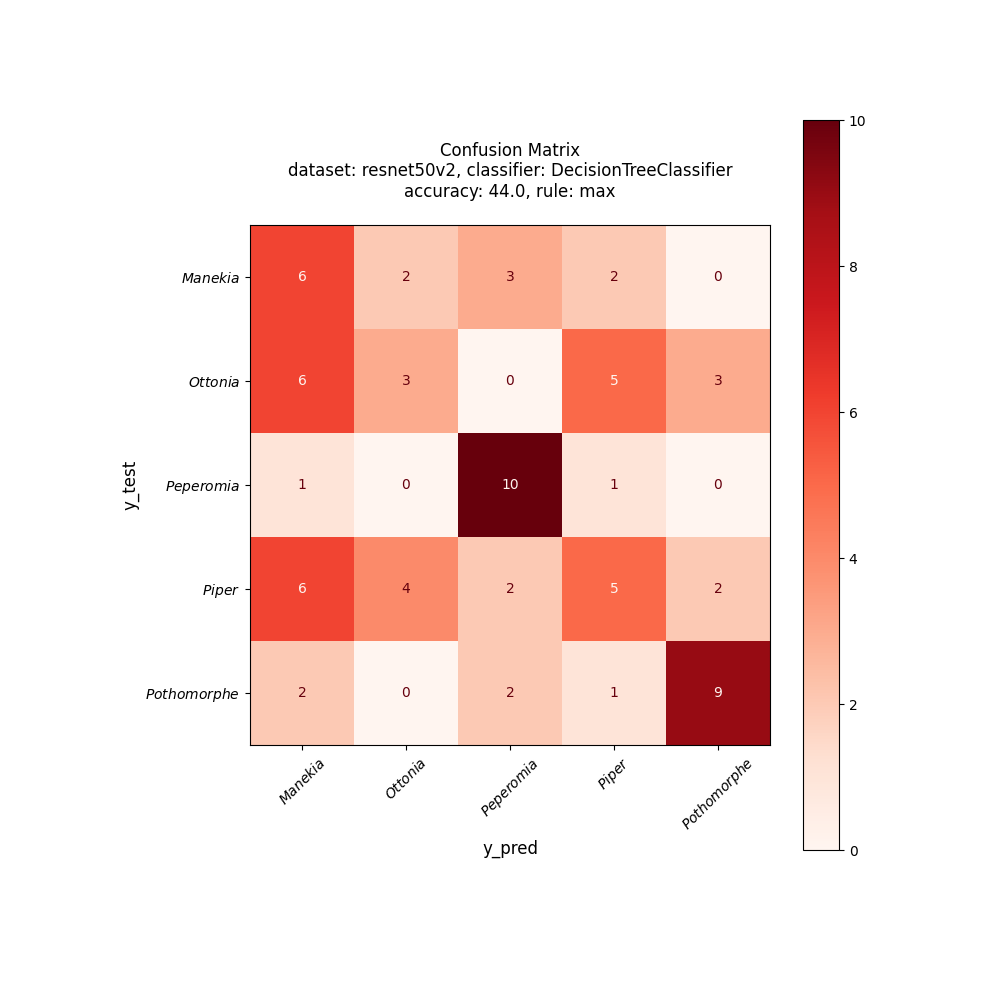 Confusion Matrix
dataset: resnet50v2, classifier: DecisionTreeClassifier
accuracy: 44.0, rule: max
Manekia 6 2 3 2 0
Ottonia 6 3 0 5 3
Peperomia 1 0 10 1 0
Piper 6 4 2 5 2
Pothomorphe 2 0 2 1 9
Manekia Ottonia Peperomia Piper Pothomorphe
y_pred
y_test
10
8
6
4
2
0